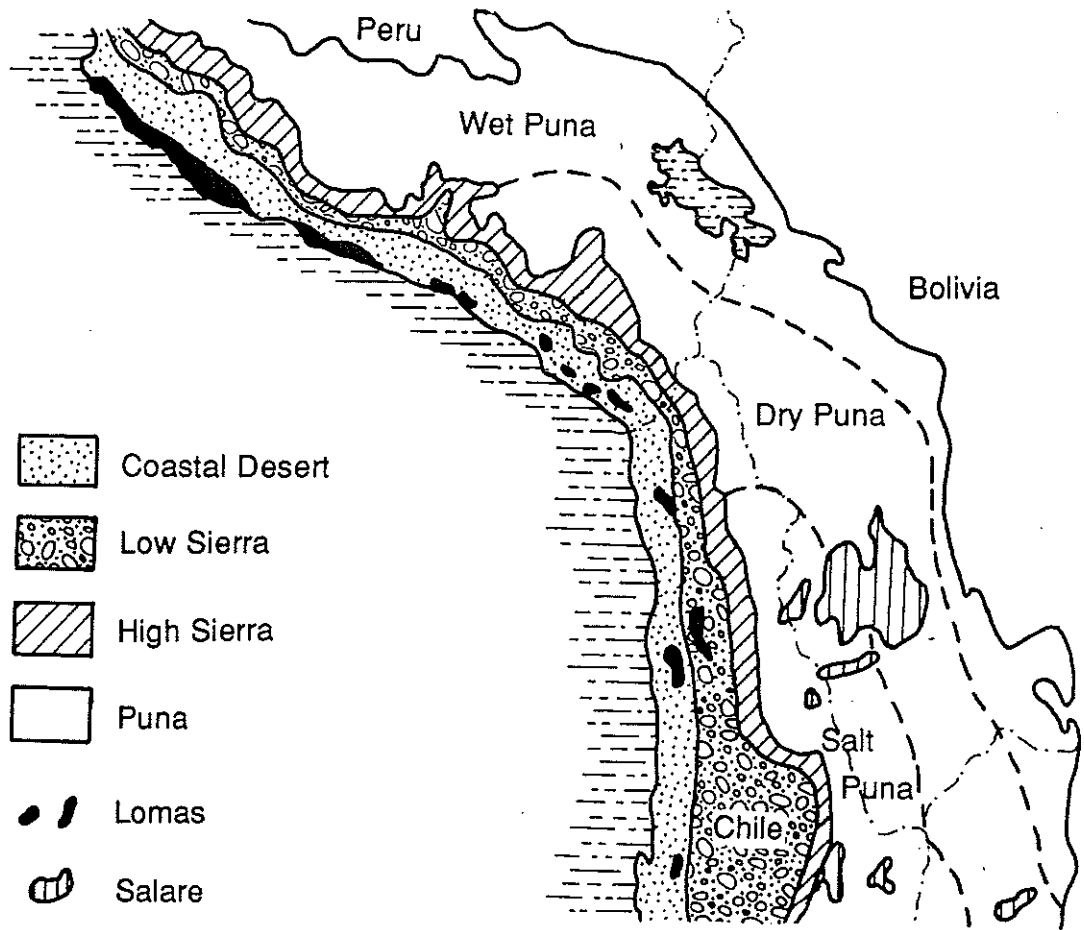 Peru
Wet Puna
Bolivia
Dry Puna
Coastal Desert
Low Sierra
High Sierra
Puna
Salt
Puna
Chile
Lomas
Salare